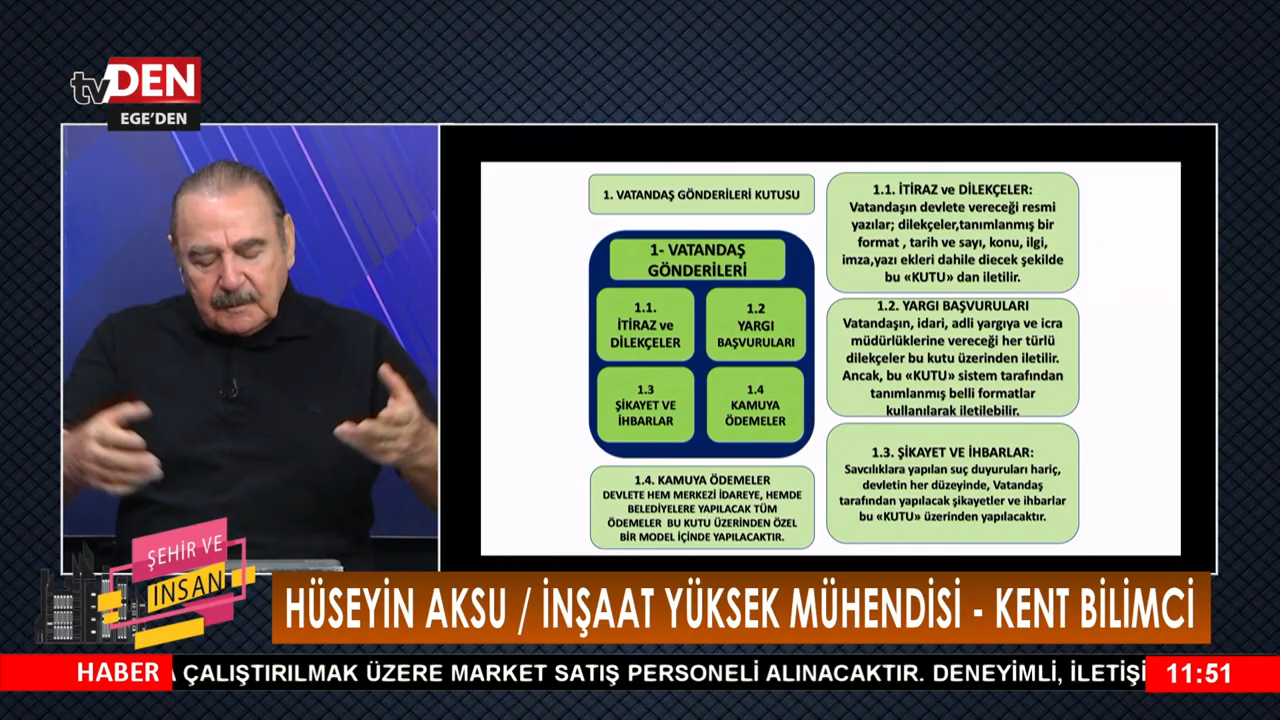 tvDEN
EGE'DEN
1. VATANDAŞ GÖNDERİLERİ KUTUSU
1- VATANDAŞ
GÖNDERİLERİ
1.1.
İTİRAZ ve
DİLEKÇELER
1.2
YARGI
BAŞVURULARI
1.3
ŞİKAYET VE
İHBARLAR
1.4
KAMUYA
ÖDEMELER
1.4. KAMUYA ÖDEMELER
DEVLETE HEM MERKEZİ İDAREYE, HEMDE
BELEDİYELERE YAPILACAK TÜM
ÖDEMELER BU KUTU ÜZERİNDEN ÖZEL
BİR MODEL İÇİNDE YAPILACAKTIR.
1.1. İTİRAZ ve DİLEKÇELER:
Vatandaşın devlete vereceği resmi
yazılar; dilekçeler,tanımlanmış bir
format , tarih ve sayı, konu, ilgi,
imza,yazı ekleri dahile diecek şekilde
bu «KUTU» dan iletilir.
1.2. YARGI BAŞVURULARI
Vatandaşın, idari, adli yargıya ve icra
müdürlüklerine vereceği her türlü
dilekçeler bu kutu üzerinden iletilir.
Ancak, bu «KUTU» sistem tarafından
tanımlanmış belli formatlar
kullanılarak iletilebilir.
1.3. ŞİKAYET VE İHBARLAR:
Savcılıklara yapılan suç duyuruları hariç,
devletin her düzeyinde, Vatandaş
tarafından yapılacak şikayetler ve ihbarlar
bu «KUTU» üzerinden yapılacaktır.
ŞEHİR VE
İNSAN
HÜSEYİN AKSU / İNŞAAT YÜKSEK MÜHENDİSİ - KENT BİLİMCİ
HABER A ÇALIŞTIRILMAK ÜZERE MARKET SATIŞ PERSONELİ ALINACAKTIR. DENEYİMLİ, İLETİŞİ 11:51